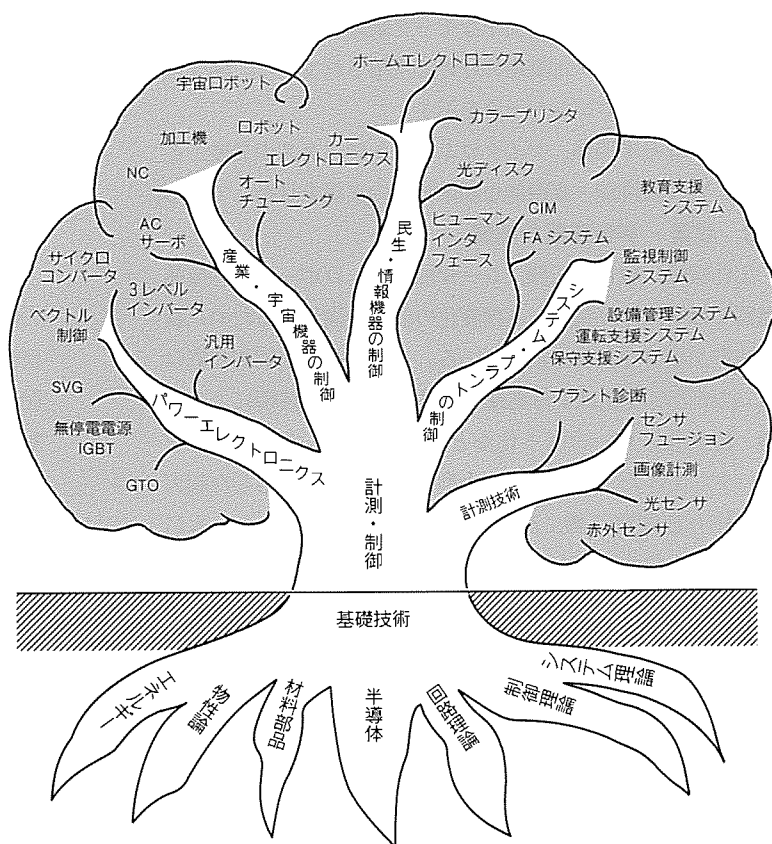 ホームエレクトロニクス
宇宙ロボット
カラープリンタ
ロボット
加工機
カー
エレクトロニクス
NC
オート
チューニング
光ディスク
教育支援
システム
CIM
ヒューマン
インタ
フェース
FAシステム
AC
サーボ
監視制御
システム
サイクロ
コンバータ
3レベル
インバータ
ベクトル
制御
設備管理システム
運転支援システム
保守支援システム
汎用
インバータ
産業・宇宙機器の制御
民生・情報機器の制御
システム・プラインの制御
SVG
パワーエレクトロニクス
プラント診断
無停電電源
IGBT
GTO
センサ
フュージョン
画像計測
計測技術
光センサ
赤外センサ
計測・制御
基礎技術
エネルギー
物性論
材料部品
半導体
回路理論
制御理論
システム理論